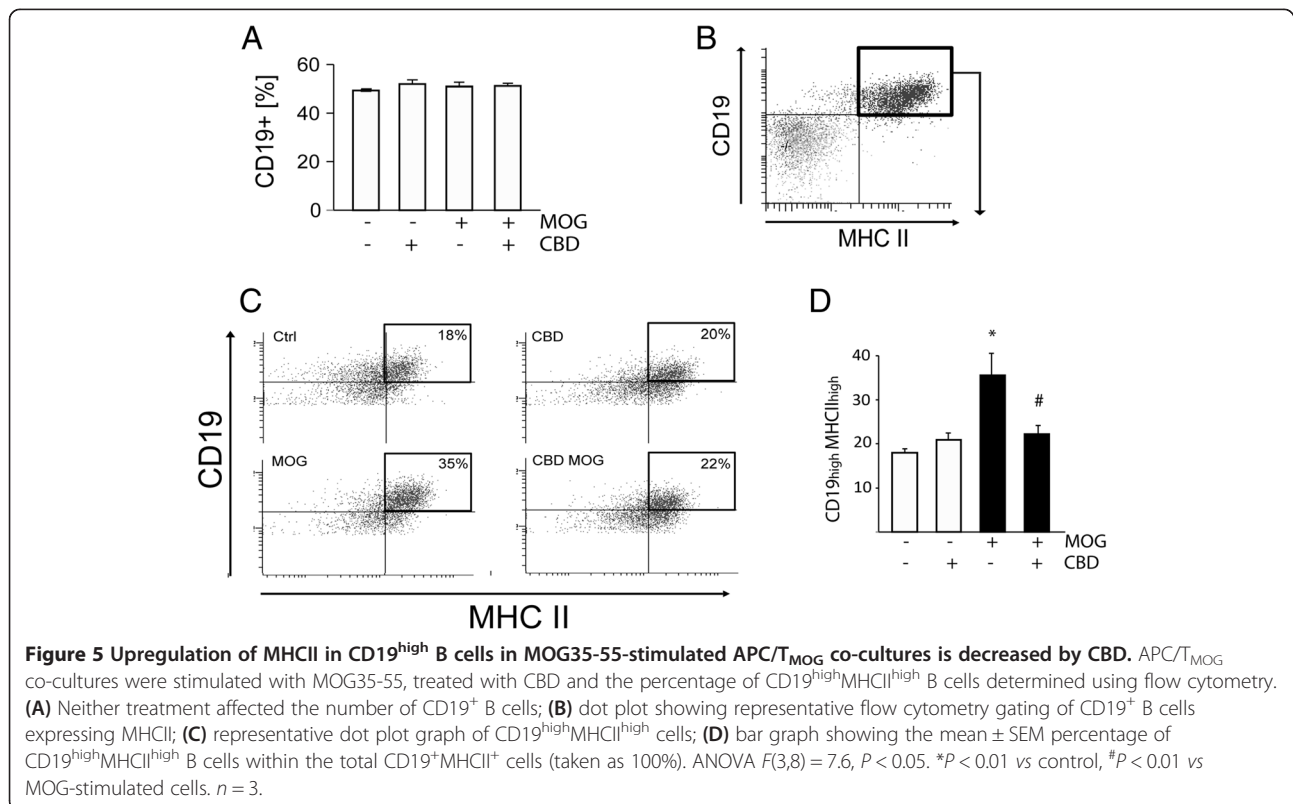 A
CD19+ [%]
60
40
20
0
- - + + MOG
- + - + CBD
B
CD19
MHC II
C
CD19
Ctrl 18%
CBD 20%
MOG 35%
CBD MOG 22%
MHC II
D
CD19high MHCIIhigh
40
30
20
10
*
#
- - + + MOG
- + - + CBD
Figure 5 Upregulation of MHCII in CD19high B cells in MOG35-55-stimulated APC/TMOG co-cultures is decreased by CBD. APC/TMOG
co-cultures were stimulated with MOG35-55, treated with CBD and the percentage of CD19highMHCIIhigh B cells determined using flow cytometry.
(A) Neither treatment affected the number of CD19+ B cells; (B) dot plot showing representative flow cytometry gating of CD19+ B cells
expressing MHCII; (C) representative dot plot graph of CD19highMHCIIhigh cells; (D) bar graph showing the mean ± SEM percentage of
CD19highMHCIIhigh B cells within the total CD19+MHCII+ cells (taken as 100%). ANOVA F(3,8) = 7.6, P < 0.05. *P < 0.01 vs control, #P < 0.01 vs
MOG-stimulated cells. n = 3.